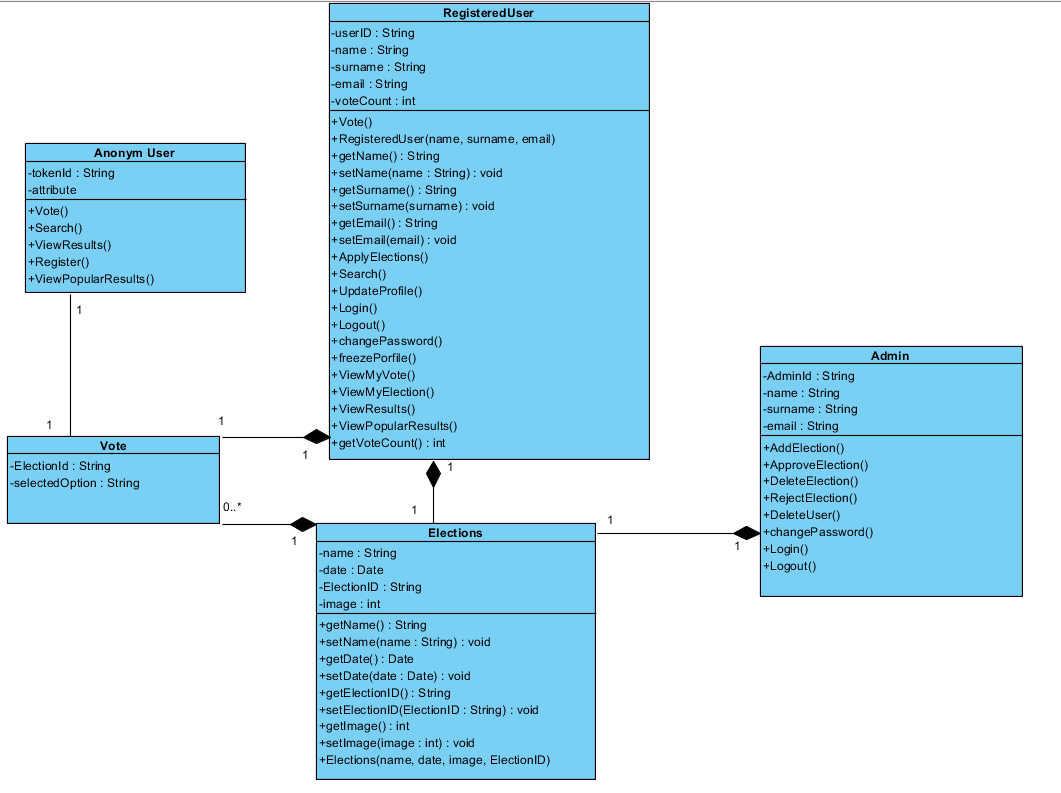 RegisteredUser
-userID : String
-name : String
-surname : String
-email : String
-voteCount : int
+Vote()
+RegisteredUser(name, surname, email)
+getName() : String
+setName(name : String) : void
+getSurname() : String
+setSurname(surname) : void
+getEmail() : String
+setEmail(email) : void
+ApplyElections()
+Search()
+UpdateProfile()
+Login()
+Logout()
+changePassword()
+freezePorfile()
+ViewMyVote()
+ViewMyElection()
+ViewResults()
+ViewPopularResults()
+getVoteCount() : int
Anonym User
-tokenId : String
-attribute
+Vote()
+Search()
+ViewResults()
+Register()
+ViewPopularResults()
1
1
1
1
1
1
Vote
-ElectionId : String
-selectedOption : String
0..*
1
Elections
-name : String
-date : Date
-ElectionID : String
-image : int
+getName() : String
+setName(name : String) : void
+getDate() : Date
+setDate(date : Date) : void
+getElectionID() : String
+setElectionID(ElectionID : String) : void
+getImage() : int
+setImage(image : int) : void
+Elections(name, date, image, ElectionID)
1
1
Admin
-AdminId : String
-name : String
-surname : String
-email : String
+AddElection()
+ApproveElection()
+DeleteElection()
+RejectElection()
+DeleteUser()
+changePassword()
+Login()
+Logout()